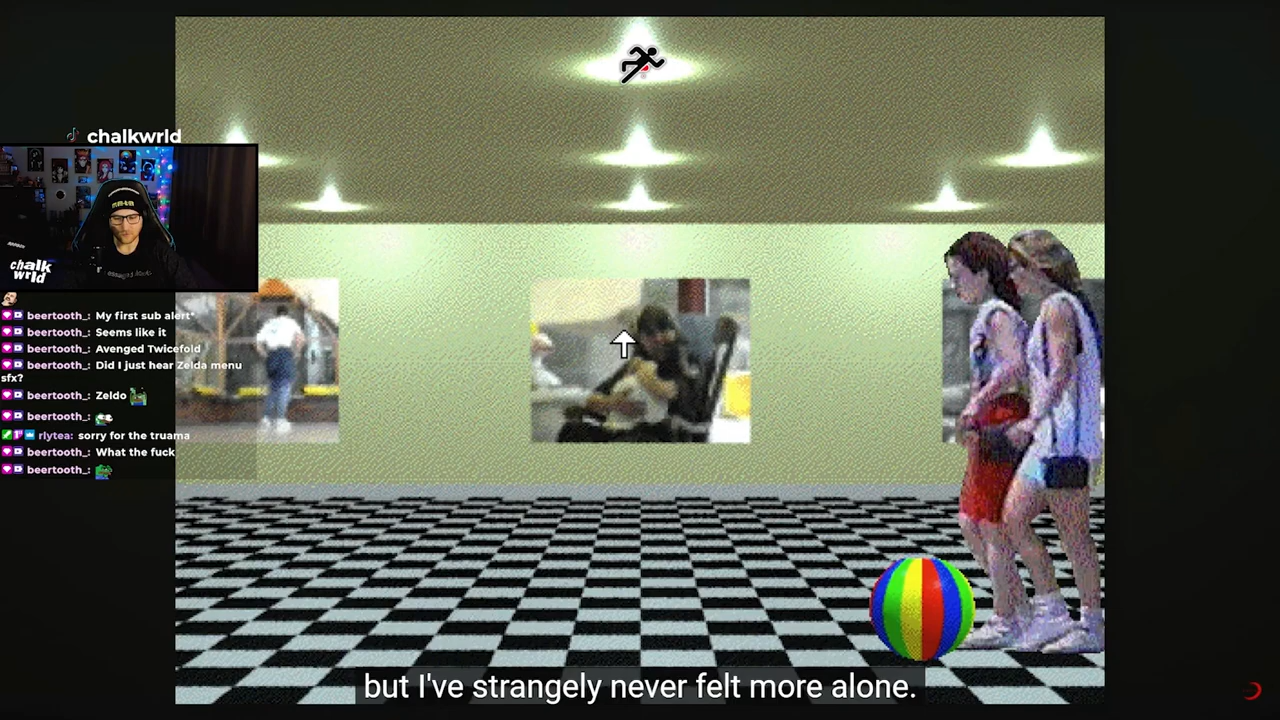 chalkwrld
chalk
wrld
beertooth_: My first sub alert*
beertooth_: Seems like it
beertooth_: Avenged Twicefold
beertooth_: Did I just hear Zelda menu
sfx?
beertooth_: Zeldo
beertooth_:
rlytea: sorry for the truama
beertooth_: What the fuck
beertooth_:
but I've strangely never felt more alone.